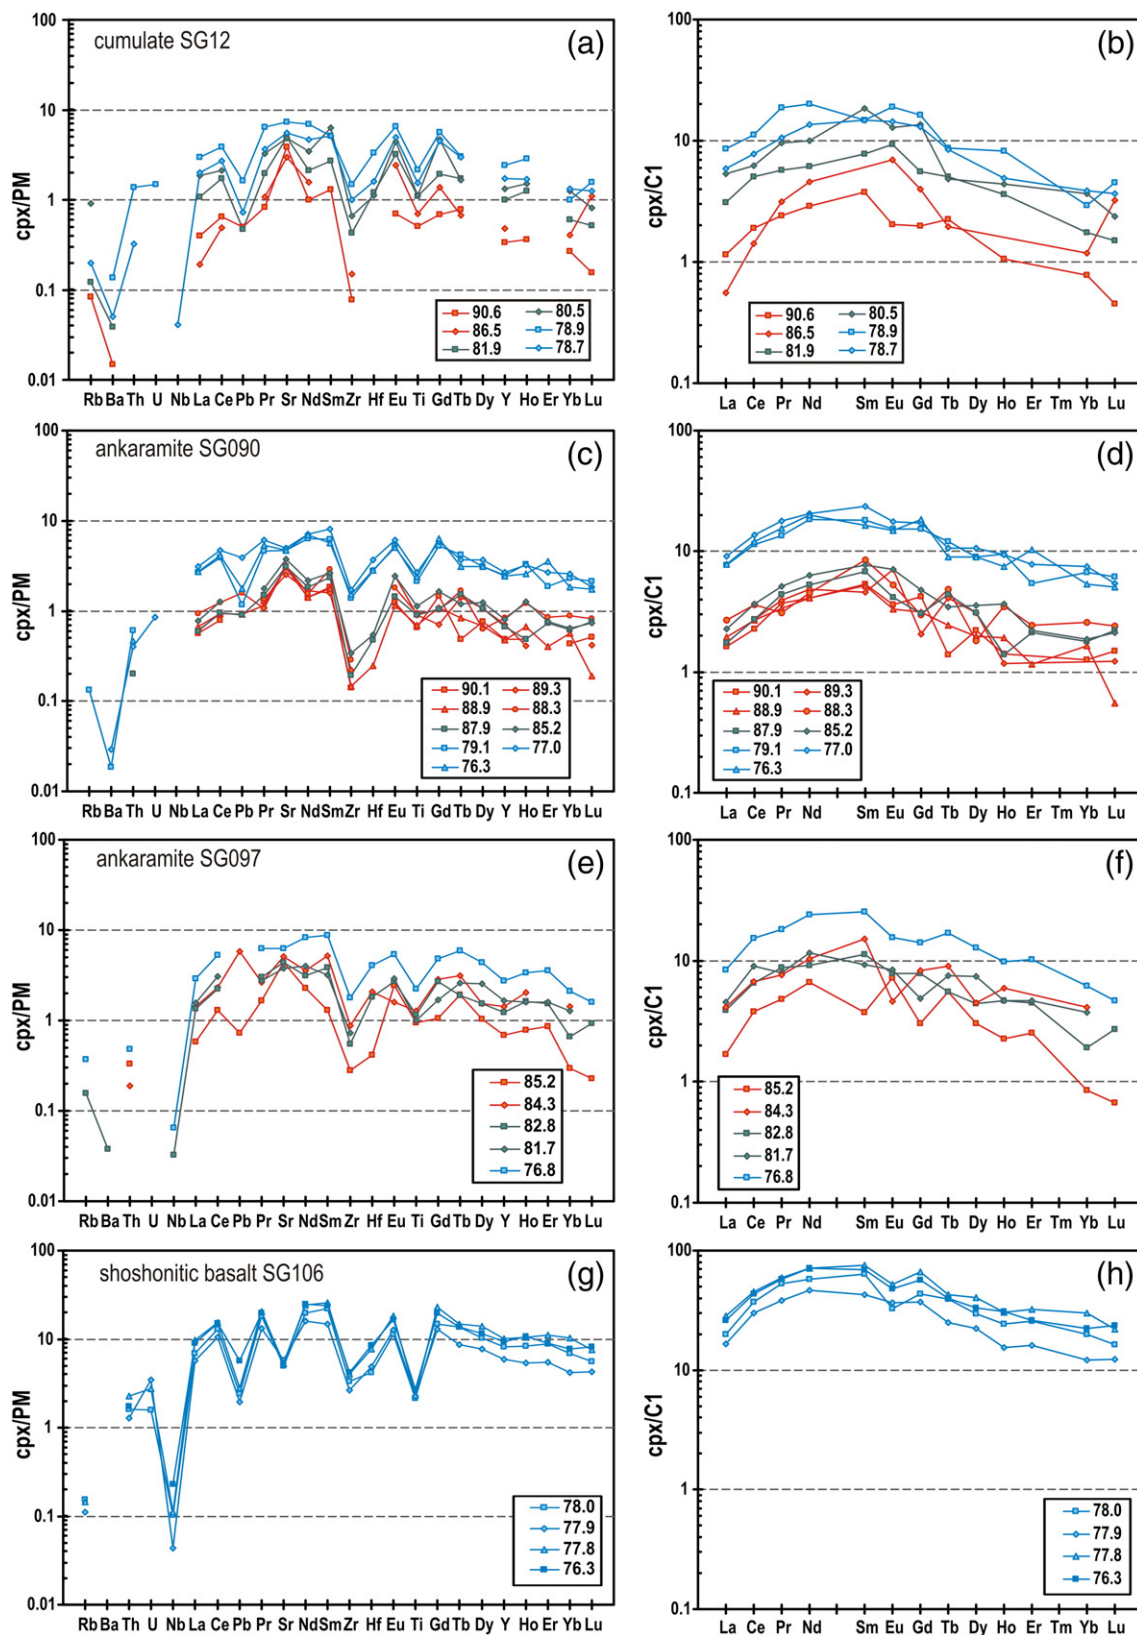 cumulate SG12
(a)
cpx/PM
100
10
1
0.1
0.01
90.6 80.5
86.5 78.9
81.9 78.7
Rb Ba Th U Nb La Ce Pb Pr Sr Nd Sm Zr Hf Eu Ti Gd Tb Dy Y Ho Er Yb Lu
(b)
cpx/C1
100
10
1
0.1
90.6 80.5
86.5 78.9
81.9 78.7
La Ce Pr Nd Sm Eu Gd Tb Dy Ho Er Tm Yb Lu
ankaramite SG090
(c)
cpx/PM
100
10
1
0.1
0.01
90.1 89.3
88.9 88.3
87.9 85.2
79.1 77.0
76.3
Rb Ba Th U Nb La Ce Pb Pr Sr Nd Sm Zr Hf Eu Ti Gd Tb Dy Y Ho Er Yb Lu
(d)
cpx/C1
100
10
1
0.1
90.1 89.3
88.9 88.3
87.9 85.2
79.1 77.0
76.3
La Ce Pr Nd Sm Eu Gd Tb Dy Ho Er Tm Yb Lu
ankaramite SG097
(e)
cpx/PM
100
10
1
0.1
0.01
85.2
84.3
82.8
81.7
76.8
Rb Ba Th U Nb La Ce Pb Pr Sr Nd Sm Zr Hf Eu Ti Gd Tb Dy Y Ho Er Yb Lu
(f)
cpx/C1
100
10
1
0.1
85.2
84.3
82.8
81.7
76.8
La Ce Pr Nd Sm Eu Gd Tb Dy Ho Er Tm Yb Lu
shoshonitic basalt SG106
(g)
cpx/PM
100
10
1
0.1
0.01
78.0
77.9
77.8
76.3
Rb Ba Th U Nb La Ce Pb Pr Sr Nd Sm Zr Hf Eu Ti Gd Tb Dy Y Ho Er Yb Lu
(h)
cpx/C1
100
10
1
0.1
78.0
77.9
77.8
76.3
La Ce Pr Nd Sm Eu Gd Tb Dy Ho Er Tm Yb Lu